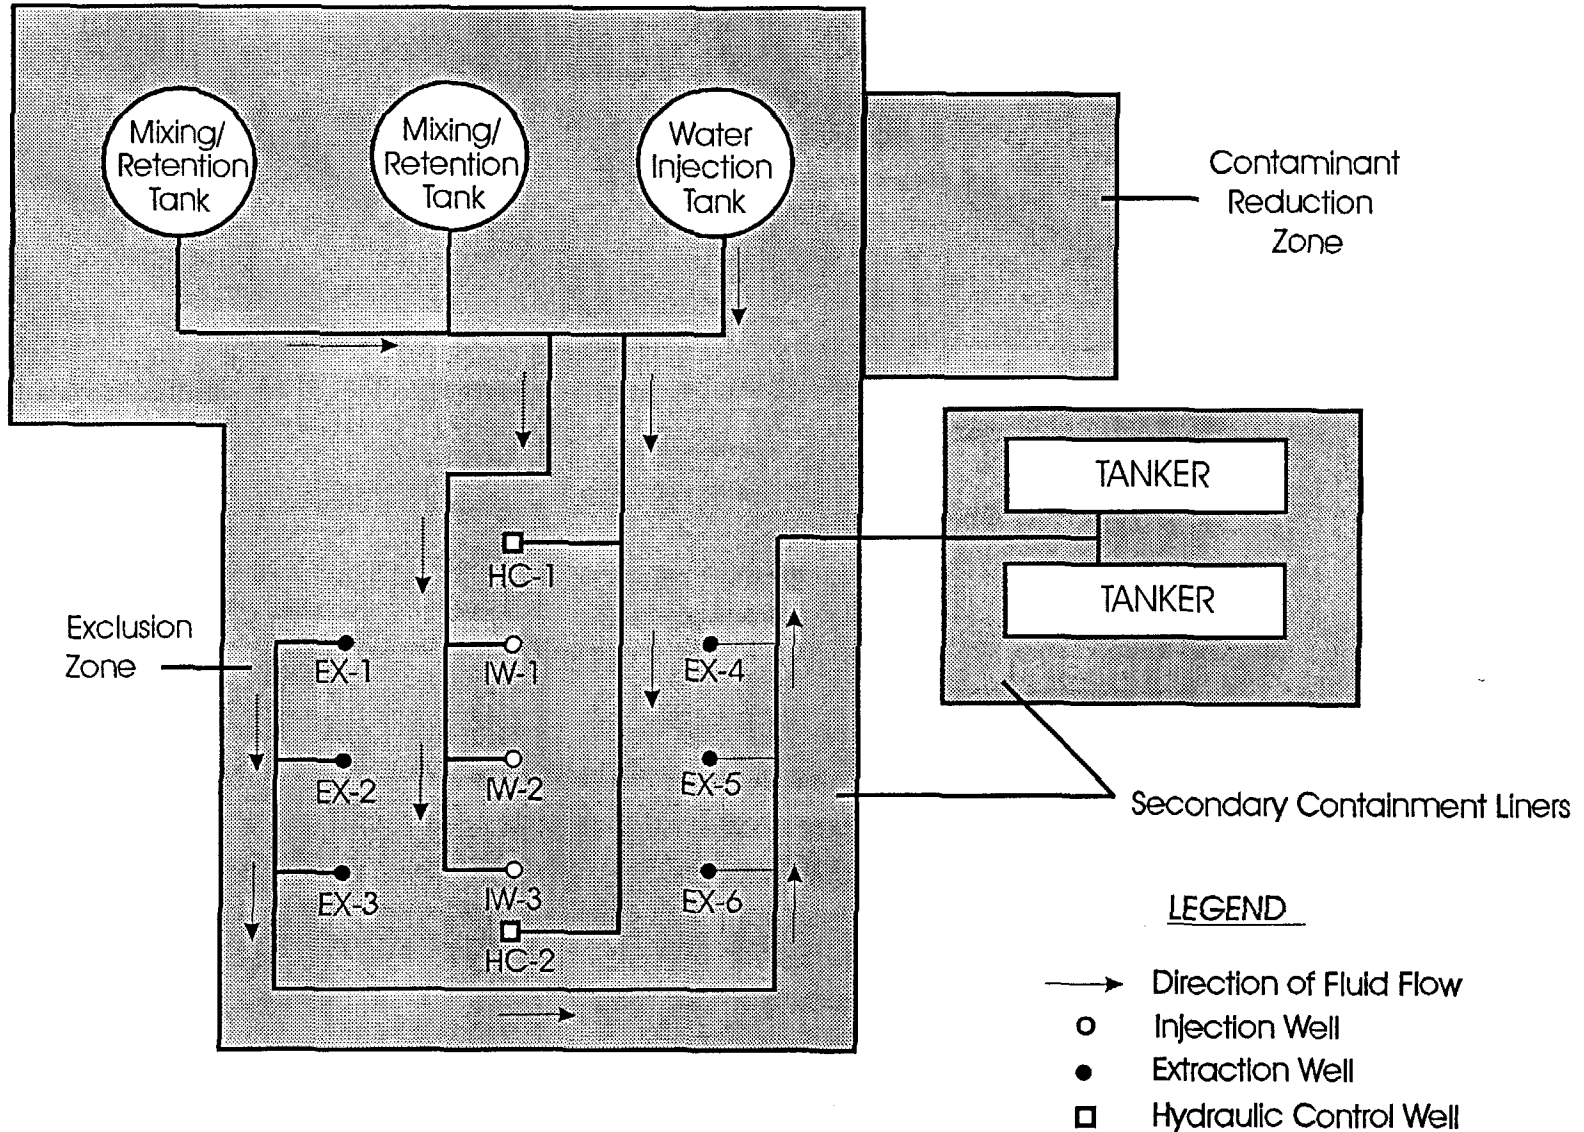 Mixing/
Retention
Tank
Mixing/
Retention
Tank
Water
Injection
Tank
Contaminant
Reduction
Zone
TANKER
TANKER
HC-1
Exclusion
Zone
EX-1
IW-1
EX-4
EX-2
IW-2
EX-5
Secondary Containment Liners
EX-3
IW-3
EX-6
HC-2
LEGEND
Direction of Fluid Flow
Injection Well
Extraction Well
Hydraulic Control Well